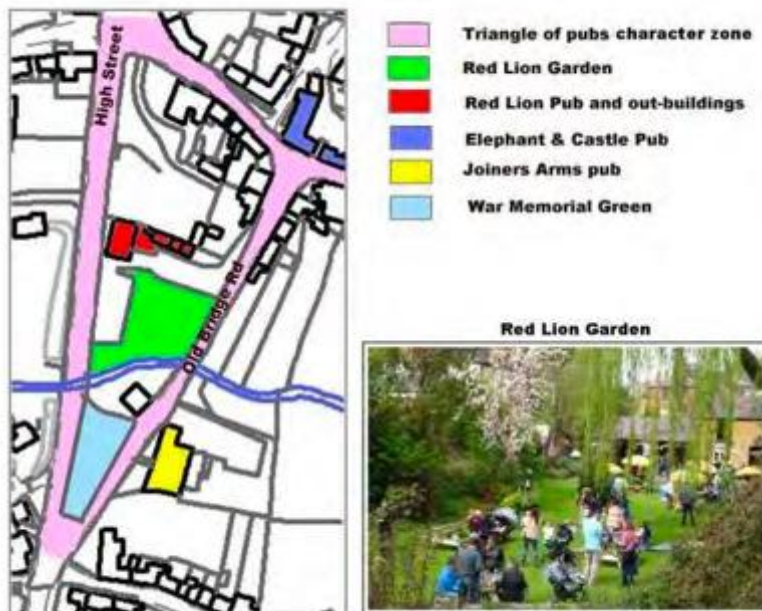 High Street
Old Bridge Rd
Triangle of pubs character zone
Red Lion Garden
Red Lion Pub and out-buildings
Elephant & Castle Pub
Joiners Arms pub
War Memorial Green
Red Lion Garden